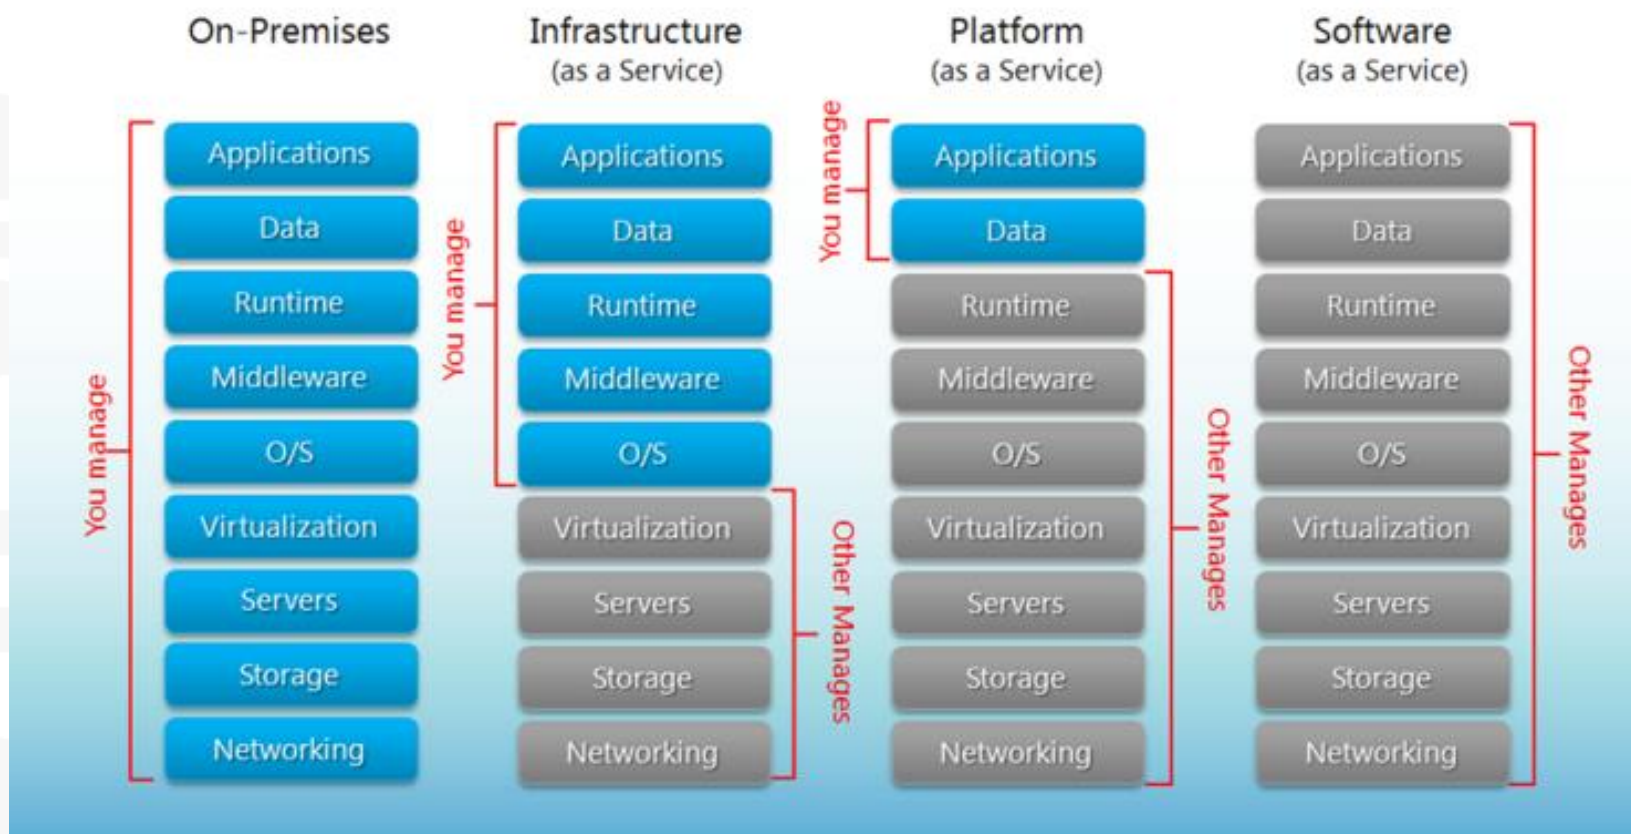 On-Premises
Applications
Data
Runtime
Middleware
O/S
Virtualization
Servers
Storage
Networking
You manage
Infrastructure
(as a Service)
Applications
Data
Runtime
Middleware
O/S
Virtualization
Servers
Storage
Networking
You manage
Other Manages
Platform
(as a Service)
Applications
Data
Runtime
Middleware
O/S
Virtualization
Servers
Storage
Networking
You manage
Other Manages
Software
(as a Service)
Applications
Data
Runtime
Middleware
O/S
Virtualization
Servers
Storage
Networking
Other Manages